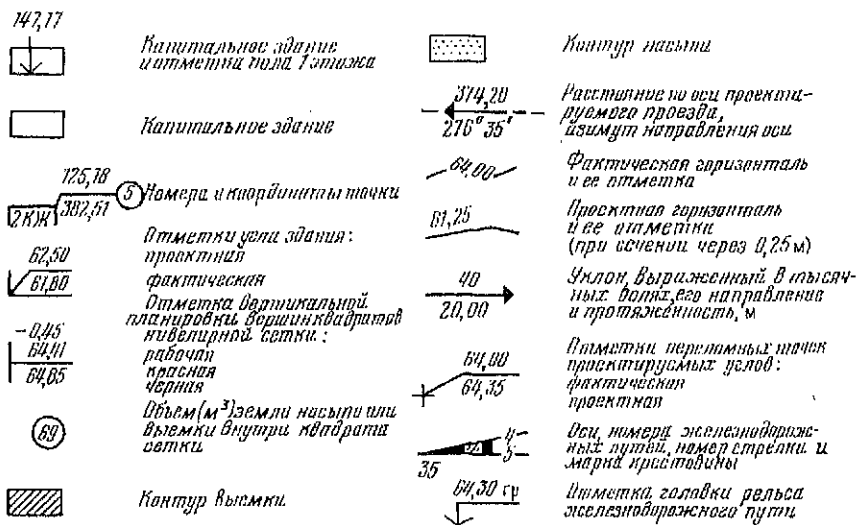 147,17
Капитальное здание
и отметка пола 1 этажа
Капитальное здание
125,18
382,51
5
2КЖ
Номера и координаты точки
Отметки угла здания:
62,50
проектная
61,80
фактическая
Отметка вертикальной
планировки вершин квадратов
нивелирной сетки:
-0,45
рабочая
64,41
красная
64,85
черная
69
Объем (м³) земли насыпи или
выемки внутри квадрата
сетки
Контур выемки
Контур насыпи
374,20
276° 35'
Расстояние по оси проекти-
руемого проезда,
азимут направления оси
64,00
Фактическая горизонталь
и ее отметка
61,25
Проектная горизонталь
и ее отметки
(при сечении через 0,25 м)
40
20,00
Уклон, выраженный в тысяч-
ных долях, его направление
и протяженность, м
64,00
64,35
Отметки переломных точек
проектируемых углов:
фактическая
проектная
4
5
35
Оси, номера железнодорож-
ных путей, номер стрелки и
марка крестовины
64,30 гр
Отметка головки рельса
железнодорожного пути